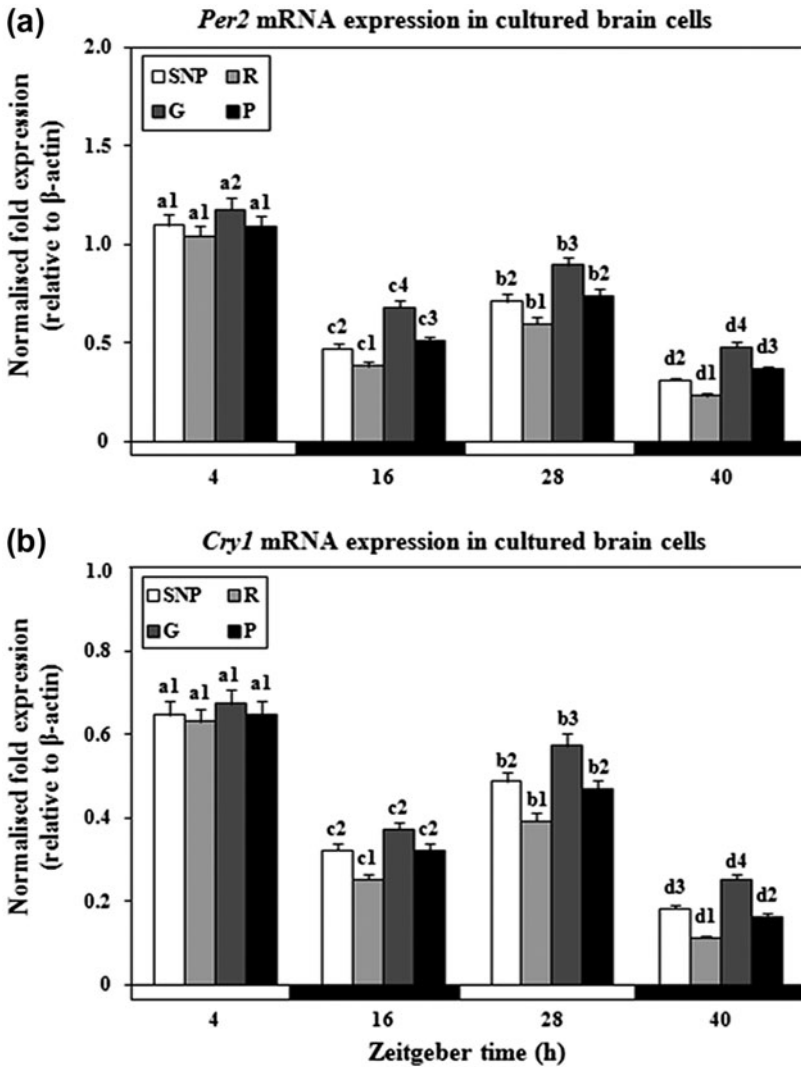 (a)
Per2 mRNA expression in cultured brain cells
Normalised fold expression
(relative to β-actin)
2.0
1.5
1.0
0.5
0
SNP R
G P
a1 a1 a2 a1
c2 c1 c4 c3
b2 b1 b3 b2
d2 d1 d4 d3
4 16 28 40
(b)
Cry1 mRNA expression in cultured brain cells
Normalised fold expression
(relative to β-actin)
1.0
0.8
0.6
0.4
0.2
0
SNP R
G P
a1 a1 a1 a1
c2 c1 c2 c2
b2 b1 b3 b2
d3 d1 d4 d2
4 16 28 40
Zeitgeber time (h)